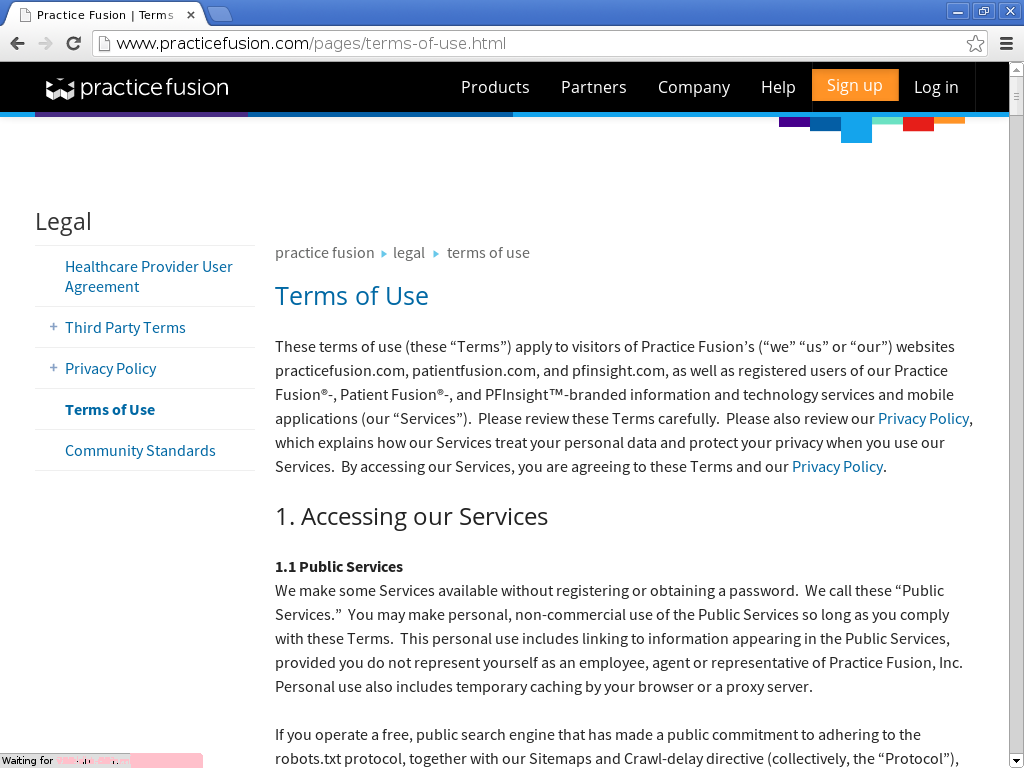 Practice Fusion | Terms
www.practicefusion.com/pages/terms-of-use.html
practice fusion Products Partners Company Help Sign up Log in
Legal
Healthcare Provider User
Agreement
+ Third Party Terms
+ Privacy Policy
Terms of Use
Community Standards
practice fusion ▸ legal ▸ terms of use
Terms of Use
These terms of use (these “Terms”) apply to visitors of Practice Fusion’s (“we” “us” or “our”) websites
practicefusion.com, patientfusion.com, and pfinsight.com, as well as registered users of our Practice
Fusion®-, Patient Fusion®-, and PFInsight™-branded information and technology services and mobile
applications (our “Services”).  Please review these Terms carefully.  Please also review our Privacy Policy,
which explains how our Services treat your personal data and protect your privacy when you use our
Services.  By accessing our Services, you are agreeing to these Terms and our Privacy Policy.
1. Accessing our Services
1.1 Public Services
We make some Services available without registering or obtaining a password.  We call these “Public
Services.”  You may make personal, non-commercial use of the Public Services so long as you comply
with these Terms.  This personal use includes linking to information appearing in the Public Services,
provided you do not represent yourself as an employee, agent or representative of Practice Fusion, Inc.
Personal use also includes temporary caching by your browser or a proxy server.
If you operate a free, public search engine that has made a public commitment to adhering to the
robots.txt protocol, together with our Sitemaps and Crawl-delay directive (collectively, the “Protocol”),
Waiting for